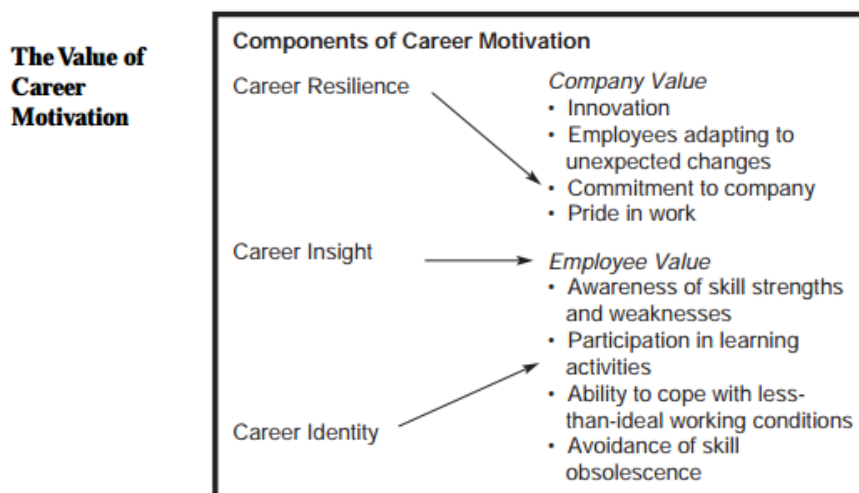 The Value of
Career
Motivation
Components of Career Motivation
Career Resilience
Company Value
• Innovation
• Employees adapting to
unexpected changes
• Commitment to company
• Pride in work
Career Insight
Employee Value
• Awareness of skill strengths
and weaknesses
• Participation in learning
activities
• Ability to cope with less-
than-ideal working conditions
• Avoidance of skill
obsolescence
Career Identity